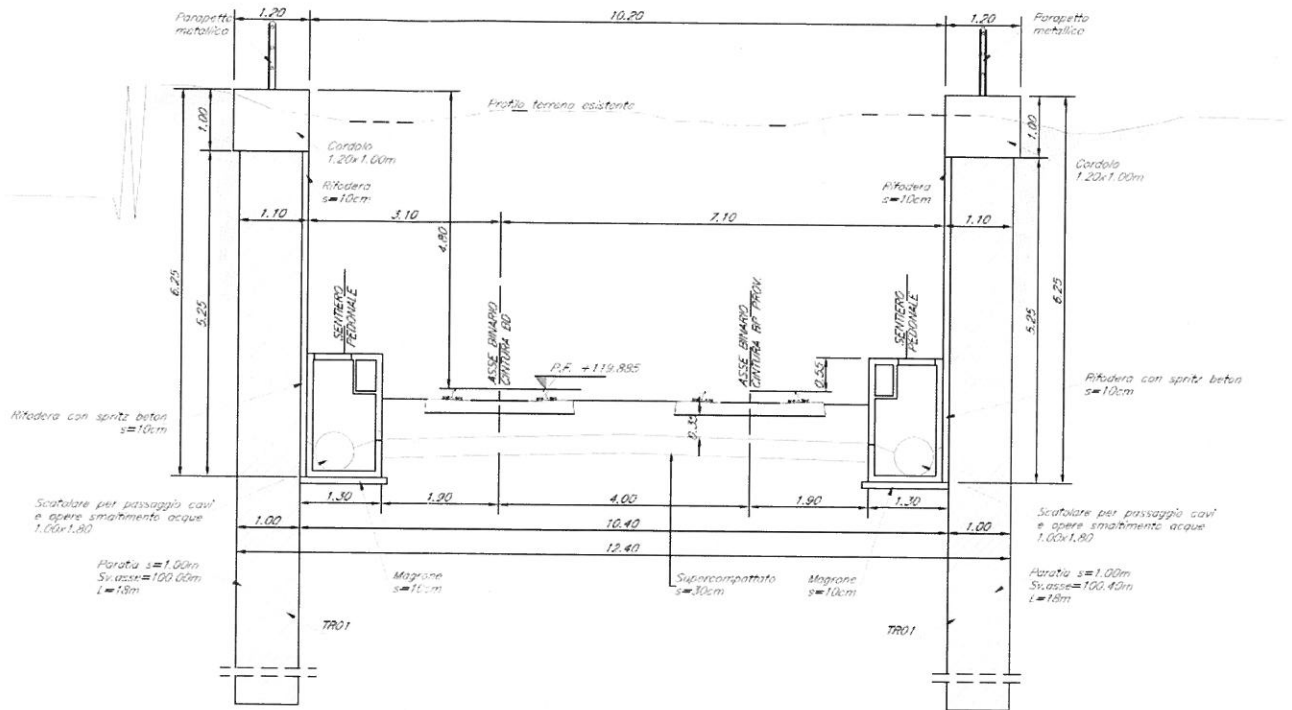 Parapetto
metallico
1.20
10.20
1.20
Parapetto
metallico
Profilo terreno esistente
1.00
1.00
Cordolo
1.20x1.00m
Cordolo
1.20x1.00m
Rifodera
s=10cm
Rifodera
s=10cm
1.10
3.10
7.10
1.10
4.80
6.25
5.25
5.25
6.25
SENTIERO
PEDONALE
ASSE BINARIO
CINTURA BD
P.F. +119.885
ASSE BINARIO
CINTURA BP PROV.
0.55
SENTIERO
PEDONALE
Rifodera con spritz beton
s=10cm
Rifodera con spritz beton
s=10cm
0.35
1.30
1.90
4.00
1.90
1.30
Scatolare per passaggio cavi
e opere smaltimento acque
1.00x1.80
1.00
10.40
1.00
Scatolare per passaggio cavi
e opere smaltimento acque
1.00x1.80
12.40
Paratia s=1.00m
Sv.asse=100.00m
L=18m
Magrone
s=10cm
Supercompattato
s=30cm
Magrone
s=10cm
Paratia s=1.00m
Sv.asse=100.40m
L=18m
TR01
TR01